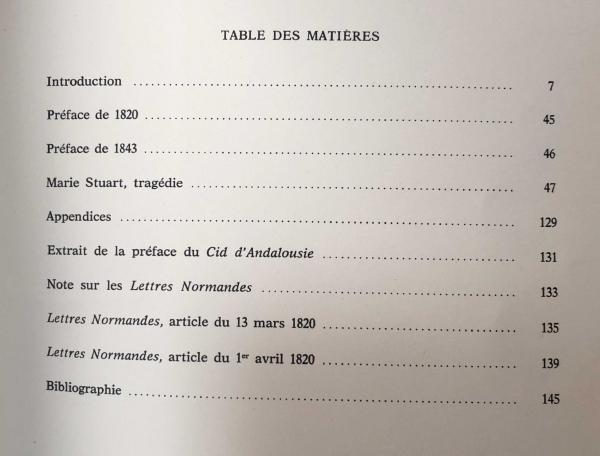 TABLE DES MATIÈRES
Introduction ........ 7
Préface de 1820 ........ 45
Préface de 1843 ........ 46
Marie Stuart, tragédie ........ 47
Appendices ........ 129
Extrait de la préface du Cid d'Andalousie ........ 131
Note sur les Lettres Normandes ........ 133
Lettres Normandes, article du 13 mars 1820 ........ 135
Lettres Normandes, article du 1er avril 1820 ........ 139
Bibliographie ........ 145